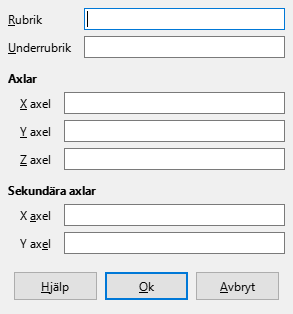 Rubrik
Underrubrik
Axlar
X axel
Y axel
Z axel
Sekundära axlar
X axel
Y axel
Hjälp Ok Avbryt